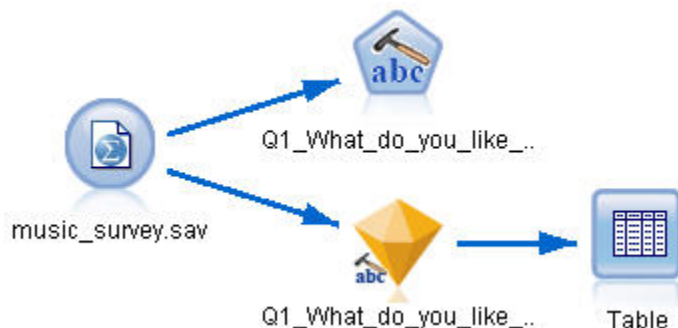 abc
Q1_What_do_you_like_..
music_survey.sav
abc
Q1_What_do_you_like_..
Table